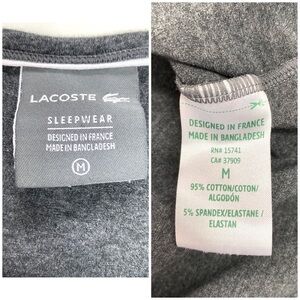 LACOSTE
SLEEPWEAR
DESIGNED IN FRANCE
MADE IN BANGLADESH
M
DESIGNED IN FRANCE
MADE IN BANGLADESH
RN# 15741
CA# 37909
M
95% COTTON/COTON/
ALGODÓN
5% SPANDEX/ELASTANE/
ELASTAN